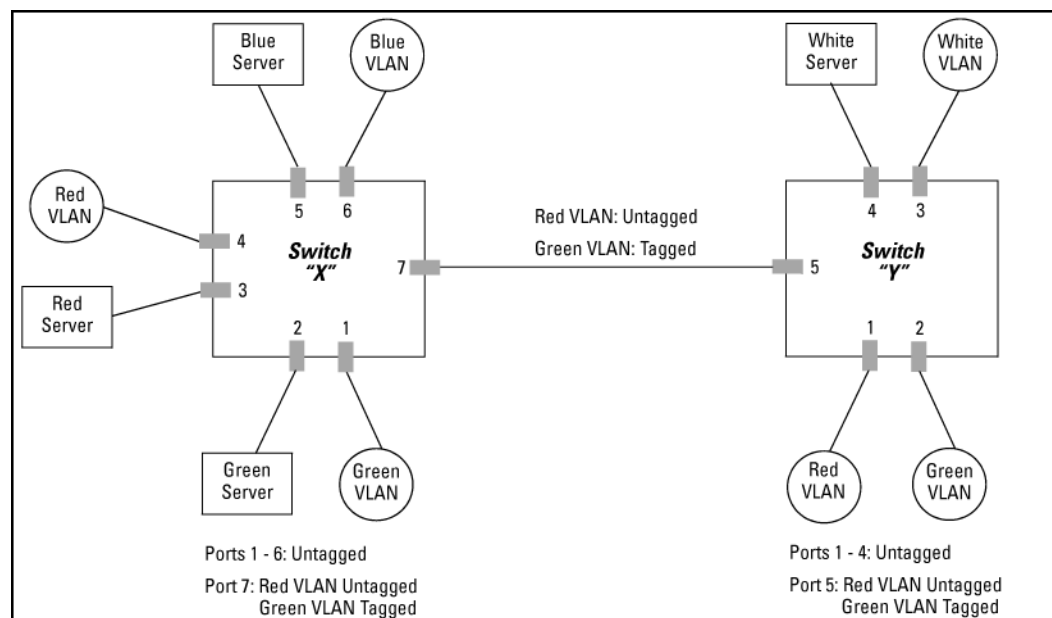 Blue
Server
Blue
VLAN
White
Server
White
VLAN
Red
VLAN
Red
Server
5
6
4
3
Switch
"X"
7
2
1
Red VLAN: Untagged
Green VLAN: Tagged
4
3
Switch
"Y"
5
1
2
Green
Server
Green
VLAN
Red
VLAN
Green
VLAN
Ports 1 - 6: Untagged
Port 7: Red VLAN Untagged
Green VLAN Tagged
Ports 1 - 4: Untagged
Port 5: Red VLAN Untagged
Green VLAN Tagged